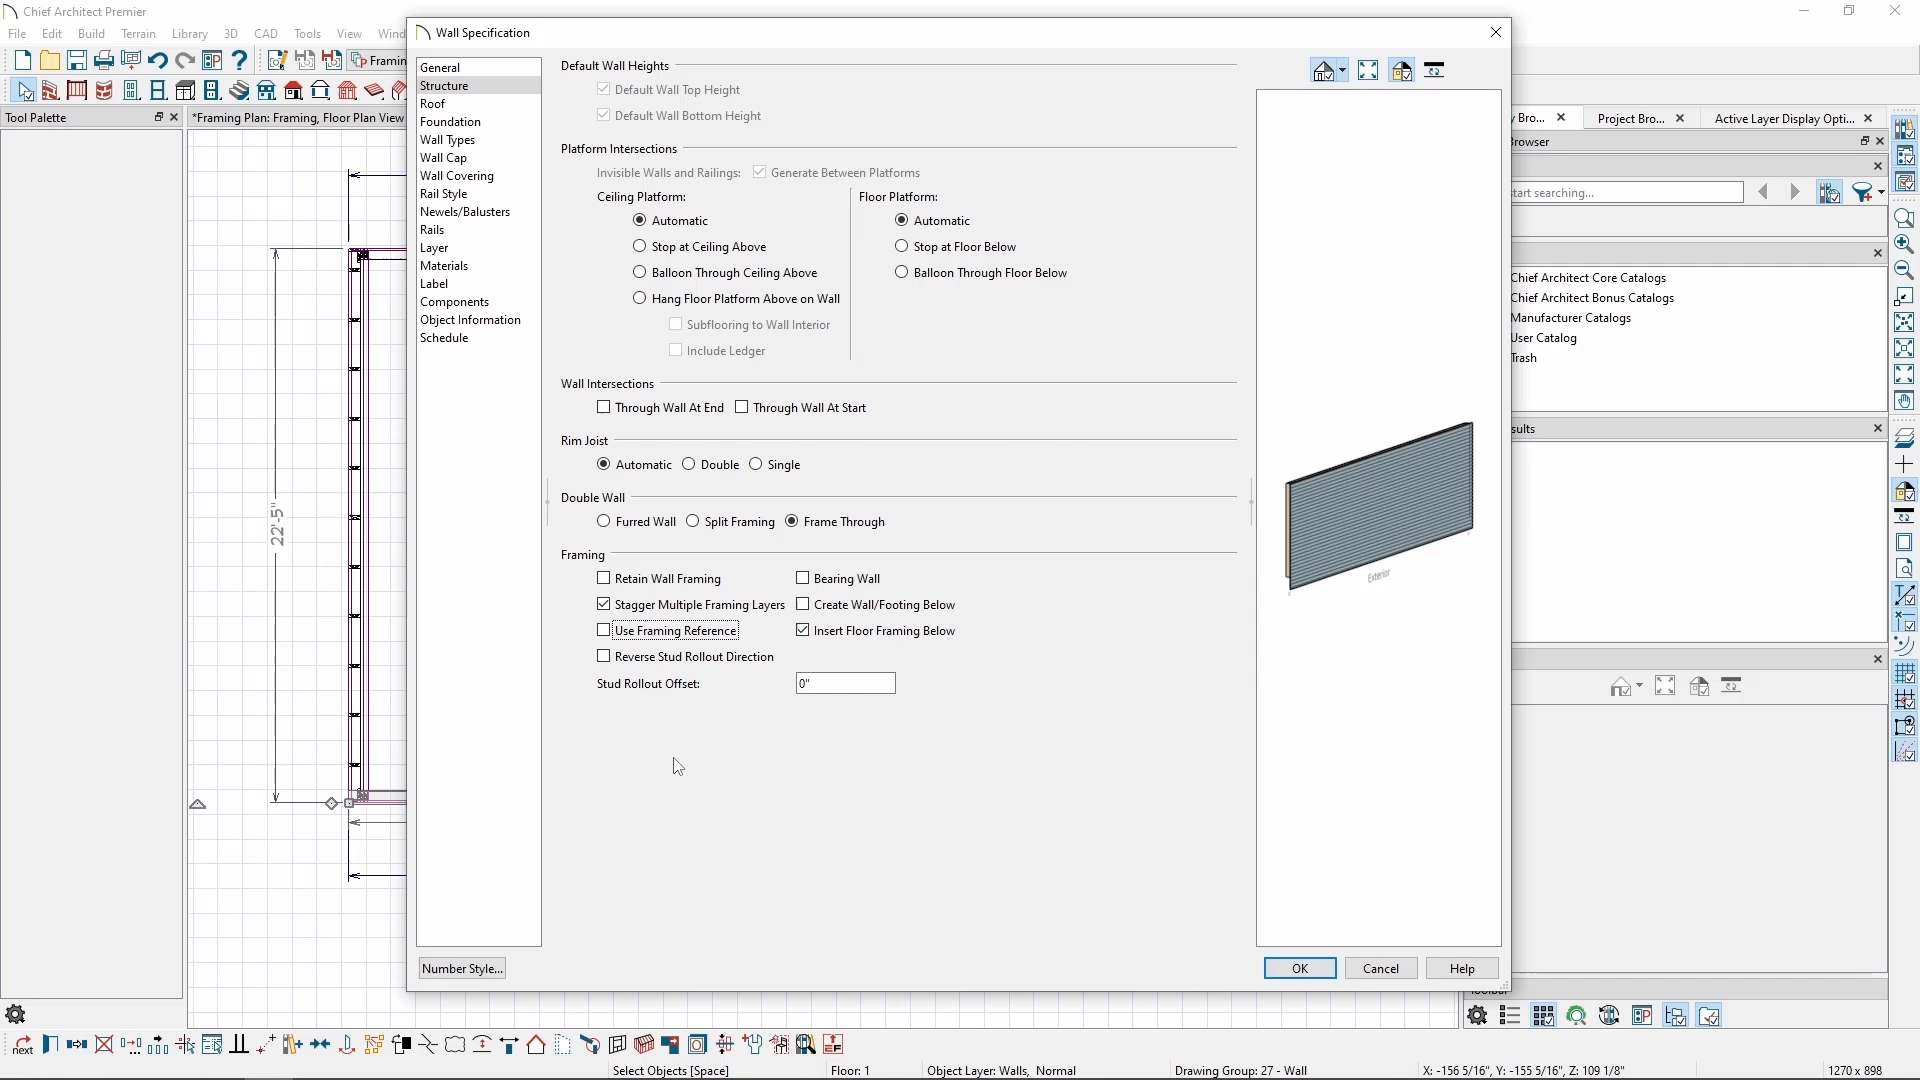 Chief Architect Premier
File Edit Build Terrain Library 3D CAD Tools View Wind
Framin
Tool Palette
*Framing Plan: Framing, Floor Plan View
22'-5"
Wall Specification
General
Structure
Roof
Foundation
Wall Types
Wall Cap
Wall Covering
Rail Style
Newels/Balusters
Rails
Layer
Materials
Label
Components
Object Information
Schedule
Default Wall Heights
Default Wall Top Height
Default Wall Bottom Height
Platform Intersections
Invisible Walls and Railings: Generate Between Platforms
Ceiling Platform: Floor Platform:
Automatic Automatic
Stop at Ceiling Above Stop at Floor Below
Balloon Through Ceiling Above Balloon Through Floor Below
Hang Floor Platform Above on Wall
Subflooring to Wall Interior
Include Ledger
Wall Intersections
Through Wall At End Through Wall At Start
Rim Joist
Automatic Double Single
Double Wall
Furred Wall Split Framing Frame Through
Framing
Retain Wall Framing Bearing Wall
Stagger Multiple Framing Layers Create Wall/Footing Below
Use Framing Reference Insert Floor Framing Below
Reverse Stud Rollout Direction
Stud Rollout Offset: 0"
Exterior
Number Style... OK Cancel Help
y Bro... Project Bro... Active Layer Display Opti...
rowser
start searching...
Chief Architect Core Catalogs
Chief Architect Bonus Catalogs
Manufacturer Catalogs
User Catalog
Trash
sults
next
Select Objects [Space] Floor: 1 Object Layer: Walls, Normal Drawing Group: 27 - Wall X: -156 5/16", Y: -155 5/16", Z: 109 1/8" 1270 x 898